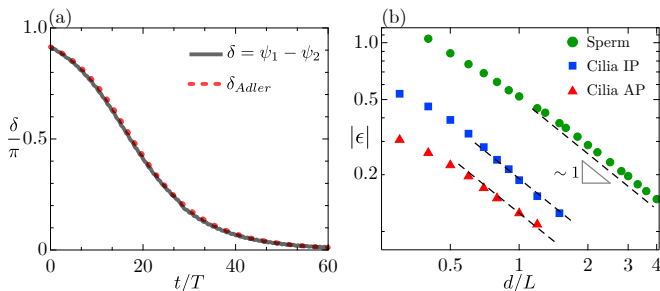 (a)
1.0
0.5
0
δ/π
0
20
40
60
t/T
δ = ψ₁ − ψ₂
δ_Adler
(b)
1.0
0.5
0.2
|ϵ|
Sperm
Cilia IP
Cilia AP
∼ 1
0.5
1
2
3
4
d/L